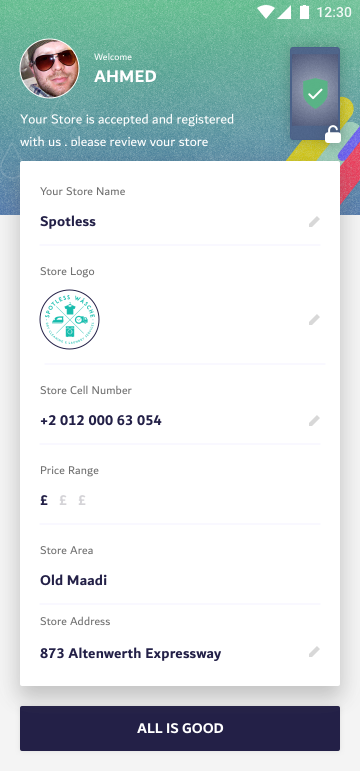 12:30
Welcome
AHMED
Your Store is accepted and registered
with us . please review your store
Your Store Name
Spotless
Store Logo
SPOTLESS WASCHE
Store Cell Number
+2 012 000 63 054
Price Range
£ £ £
Store Area
Old Maadi
Store Address
873 Altenwerth Expressway
ALL IS GOOD